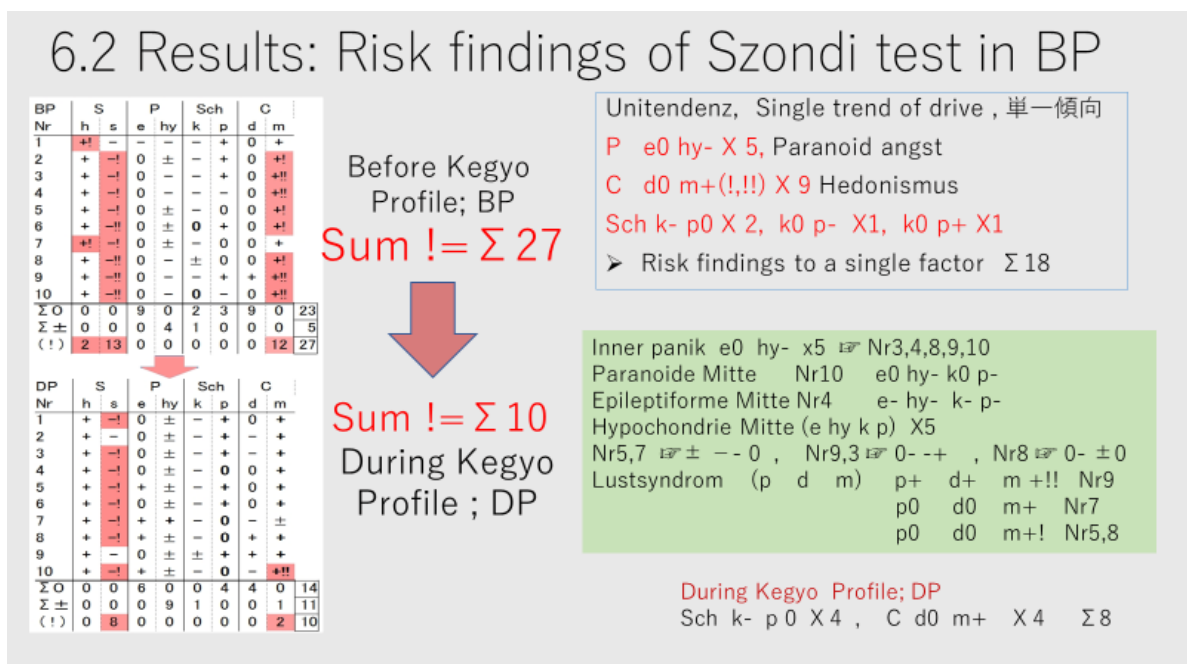 6.2 Results: Risk findings of Szondi test in BP
BP S P Sch C
Nr h s e hy k p d m
1 +! − − − − + 0 +
2 + −! 0 ± − + 0 +!
3 + −! 0 − − + 0 +!!
4 + −! 0 − − − 0 +!!
5 + −! 0 ± − 0 0 +!
6 + −!! 0 ± 0 + 0 +!
7 +! −! 0 ± − 0 0 +
8 + −!! 0 − ± 0 0 +!
9 + −!! 0 − − + + +!!
10 + −!! 0 − 0 − 0 +!!
Σ0 0 0 9 0 2 3 9 0 23
Σ± 0 0 0 4 1 0 0 0 5
(!) 2 13 0 0 0 0 0 12 27
DP S P Sch C
Nr h s e hy k p d m
1 + −! 0 ± − + 0 +
2 + − 0 ± − + − +
3 + −! 0 ± − + − +
4 + −! 0 ± − 0 0 +
5 + −! + ± − + 0 +
6 + −! 0 ± − + 0 +
7 + −! + + − 0 − ±
8 + −! + ± − 0 + +
9 + − 0 ± ± + + +
10 + −! + ± − 0 − +!!
Σ0 0 0 6 0 0 4 4 0 14
Σ± 0 0 0 9 1 0 0 1 11
(!) 0 8 0 0 0 0 0 2 10
Before Kegyo
Profile; BP
Sum !=Σ27
Sum !=Σ10
During Kegyo
Profile ; DP
Unitendenz, Single trend of drive , 単一傾向
P e0 hy- X 5, Paranoid angst
C d0 m+(!,!!) X 9 Hedonismus
Sch k- p0 X 2, k0 p- X1, k0 p+ X1
➢ Risk findings to a single factor Σ18
Inner panik e0 hy- x5 ☞ Nr3,4,8,9,10
Paranoide Mitte Nr10 e0 hy- k0 p-
Epileptiforme Mitte Nr4 e- hy- k- p-
Hypochondrie Mitte (e hy k p) X5
Nr5,7 ☞± −- 0 , Nr9,3☞ 0- -+ , Nr8☞ 0- ±0
Lustsyndrom (p d m) p+ d+ m +!! Nr9
p0 d0 m+ Nr7
p0 d0 m+! Nr5,8
During Kegyo Profile; DP
Sch k- p 0 X 4 , C d0 m+ X 4 Σ8